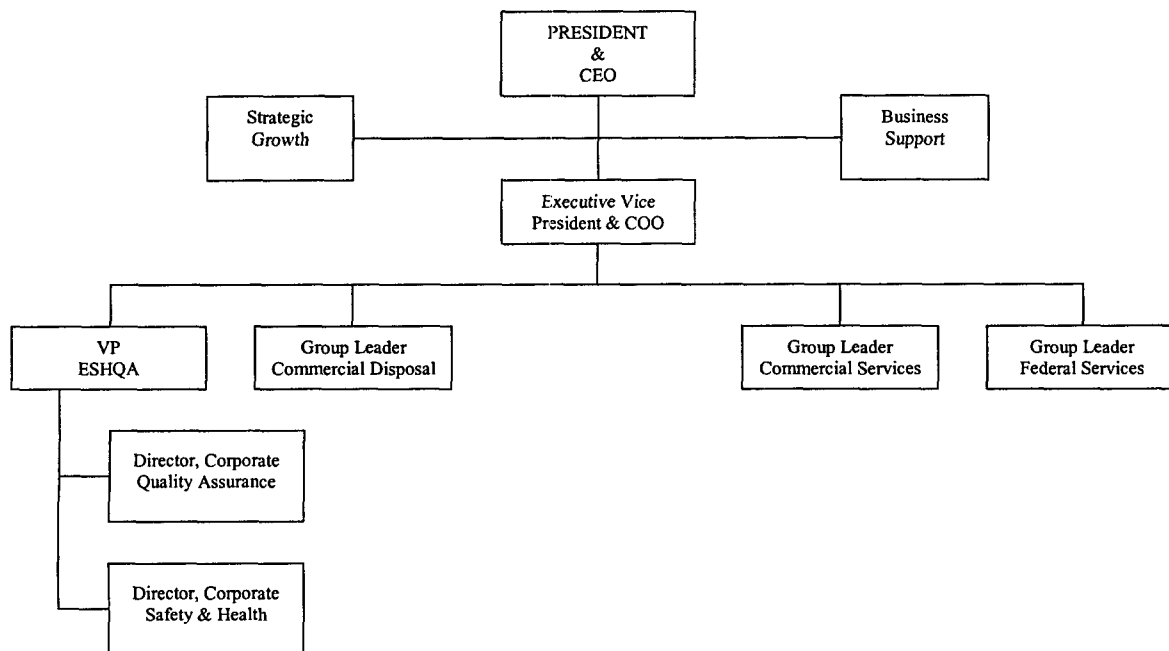 PRESIDENT
&
CEO
Strategic
Growth
Business
Support
Executive Vice
President & COO
VP
ESHQA
Group Leader
Commercial Disposal
Group Leader
Commercial Services
Group Leader
Federal Services
Director, Corporate
Quality Assurance
Director, Corporate
Safety & Health